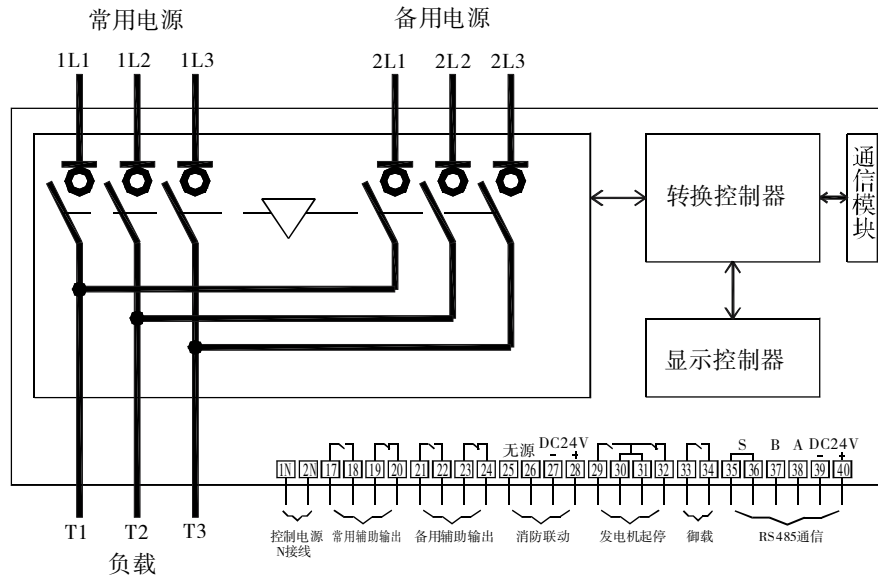 常用电源 备用电源
1L1 1L2 1L3 2L1 2L2 2L3
转换控制器
通信模块
显示控制器
无源 DC24V S B A DC24V
- + - +
1N 2N 17 18 19 20 21 22 23 24 25 26 27 28 29 30 31 32 33 34 35 36 37 38 39 40
T1 T2 T3
控制电源 常用辅助输出 备用辅助输出 消防联动 发电机起停 御载 RS485通信
N接线
负载